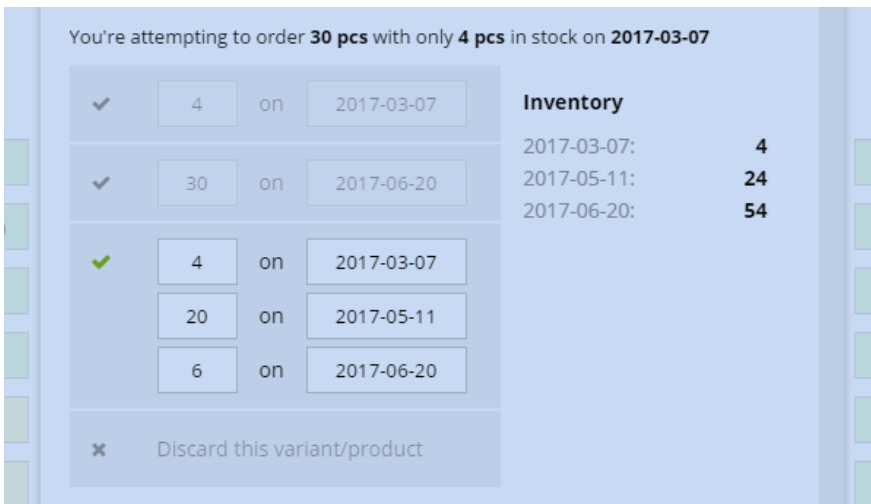 You're attempting to order 30 pcs with only 4 pcs in stock on 2017-03-07
4 on 2017-03-07
30 on 2017-06-20
4 on 2017-03-07
20 on 2017-05-11
6 on 2017-06-20
Discard this variant/product
Inventory
2017-03-07: 4
2017-05-11: 24
2017-06-20: 54